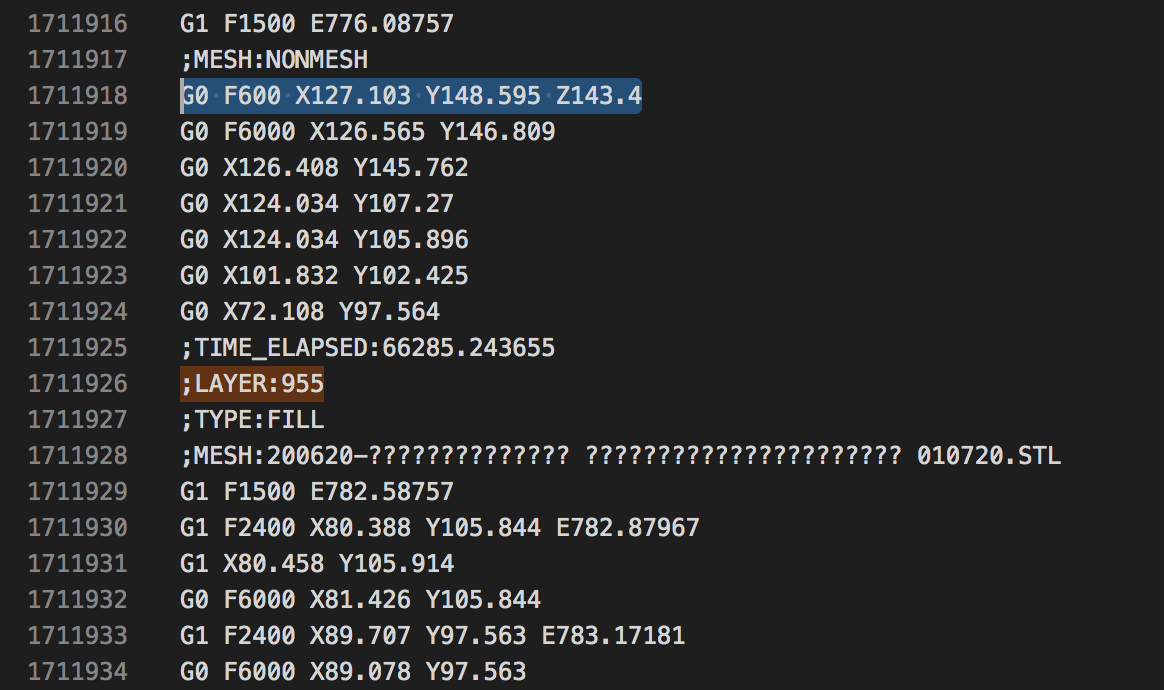 1711916 G1 F1500 E776.08757
1711917 ;MESH:NONMESH
1711918 G0 F600 X127.103 Y148.595 Z143.4
1711919 G0 F6000 X126.565 Y146.809
1711920 G0 X126.408 Y145.762
1711921 G0 X124.034 Y107.27
1711922 G0 X124.034 Y105.896
1711923 G0 X101.832 Y102.425
1711924 G0 X72.108 Y97.564
1711925 ;TIME_ELAPSED:66285.243655
1711926 ;LAYER:955
1711927 ;TYPE:FILL
1711928 ;MESH:200620-?????????????? ?????????????????????? 010720.STL
1711929 G1 F1500 E782.58757
1711930 G1 F2400 X80.388 Y105.844 E782.87967
1711931 G1 X80.458 Y105.914
1711932 G0 F6000 X81.426 Y105.844
1711933 G1 F2400 X89.707 Y97.563 E783.17181
1711934 G0 F6000 X89.078 Y97.563